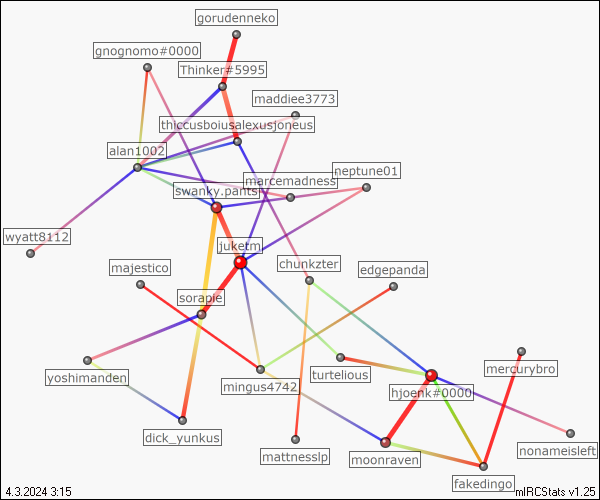 gorudenneko
gnognomo#0000
Thinker#5995
maddiee3773
thiccusboiusalexusjoneus
alan1002
neptune01
marcemadness
swanky.pants
wyatt8112
juketm
chunkzter
majestico
edgepanda
sorapie
mercurybro
yoshimanden
turtelious
mingus4742
hjoenk#0000
dick_yunkus
mattnesslp
moonraven
nonameisleft
fakedingo
4.3.2024 3:15
mIRCStats v1.25